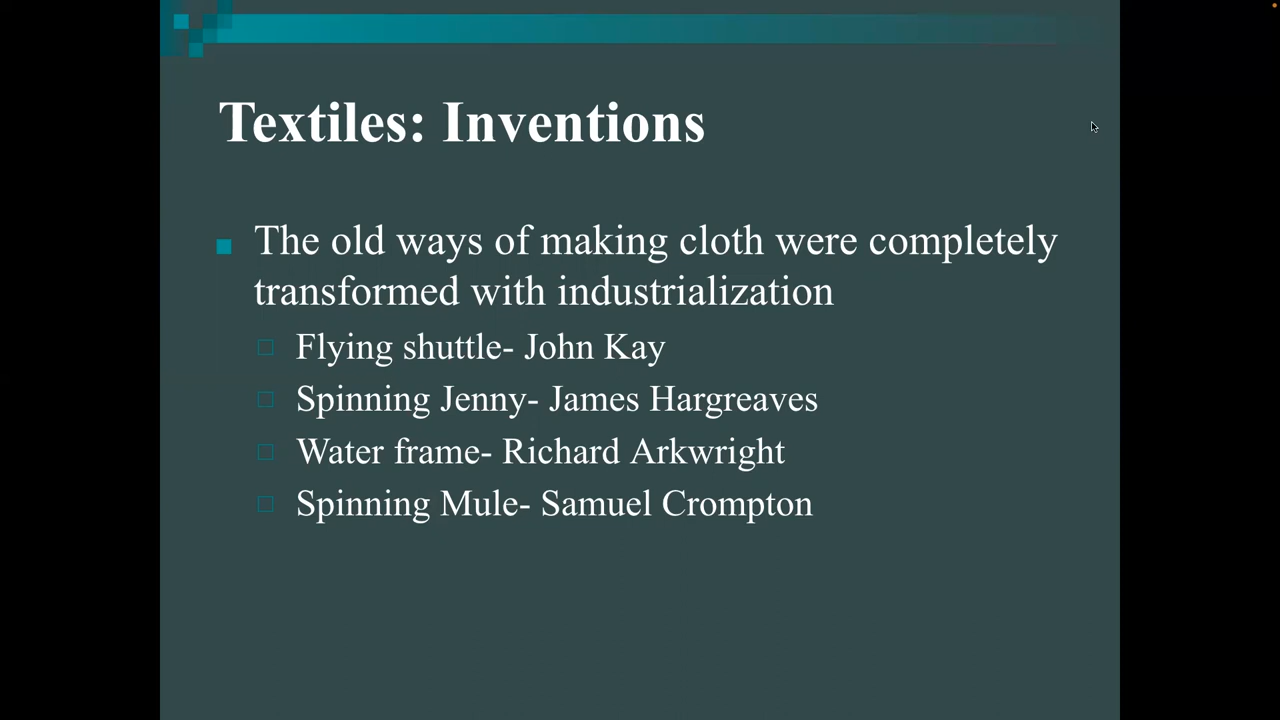 Textiles: Inventions
The old ways of making cloth were completely
transformed with industrialization
Flying shuttle- John Kay
Spinning Jenny- James Hargreaves
Water frame- Richard Arkwright
Spinning Mule- Samuel Crompton